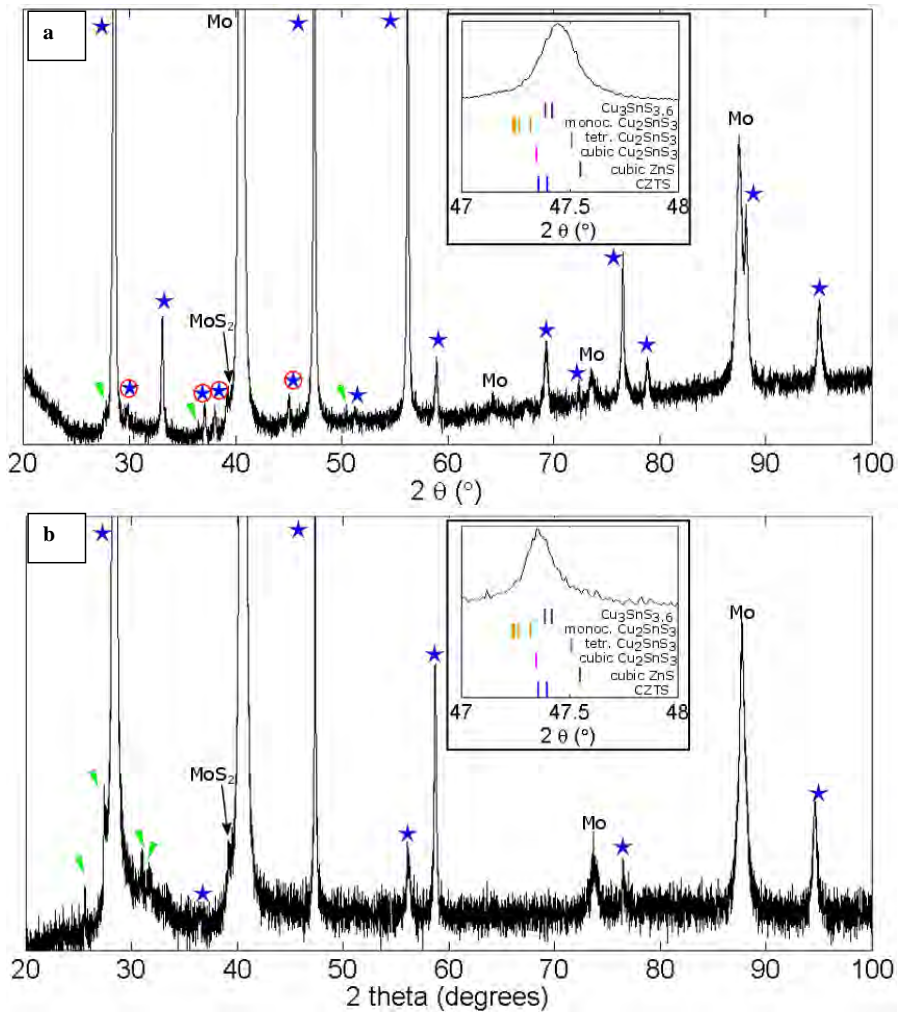 a
Mo
Cu3SnS3.6
monoc. Cu2SnS3
tetr. Cu2SnS3
cubic Cu2SnS3
cubic ZnS
CZTS
47 47.5 48
2 θ (°)
Mo
MoS2
Mo
Mo
20 30 40 50 60 70 80 90 100
2 θ (°)
b
Cu3SnS3.6
monoc. Cu2SnS3
tetr. Cu2SnS3
cubic Cu2SnS3
cubic ZnS
CZTS
47 47.5 48
2 θ (°)
Mo
MoS2
Mo
20 30 40 50 60 70 80 90 100
2 theta (degrees)